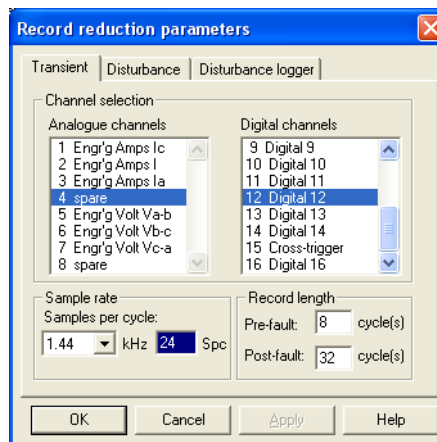 Record reduction parameters
Transient Disturbance Disturbance logger
Channel selection
Analogue channels
1 Engr'g Amps Ic
2 Engr'g Amps I
3 Engr'g Amps Ia
4 spare
5 Engr'g Volt Va-b
6 Engr'g Volt Vb-c
7 Engr'g Volt Vc-a
8 spare
Digital channels
9 Digital 9
10 Digital 10
11 Digital 11
12 Digital 12
13 Digital 13
14 Digital 14
15 Cross-trigger
16 Digital 16
Sample rate
Samples per cycle:
1.44 kHz 24 Spc
Record length
Pre-fault: 8 cycle(s)
Post-fault: 32 cycle(s)
OK Cancel Apply Help